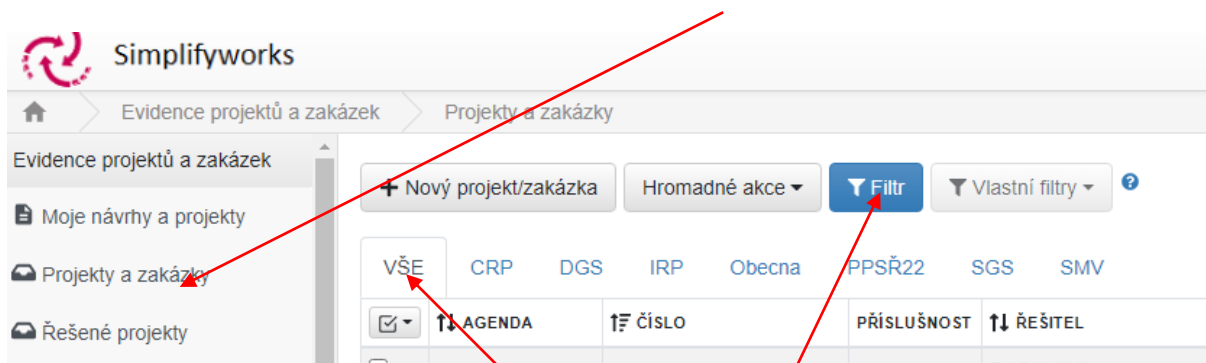 Simplifyworks
Evidence projektů a zakázek Projekty a zakázky
Evidence projektů a zakázek
Moje návrhy a projekty
Projekty a zakázky
Řešené projekty
+ Nový projekt/zakázka Hromadné akce Filtr Vlastní filtry ?
VŠE CRP DGS IRP Obecna PPSŘ22 SGS SMV
AGENDA ČÍSLO PŘÍSLUŠNOST ŘEŠITEL